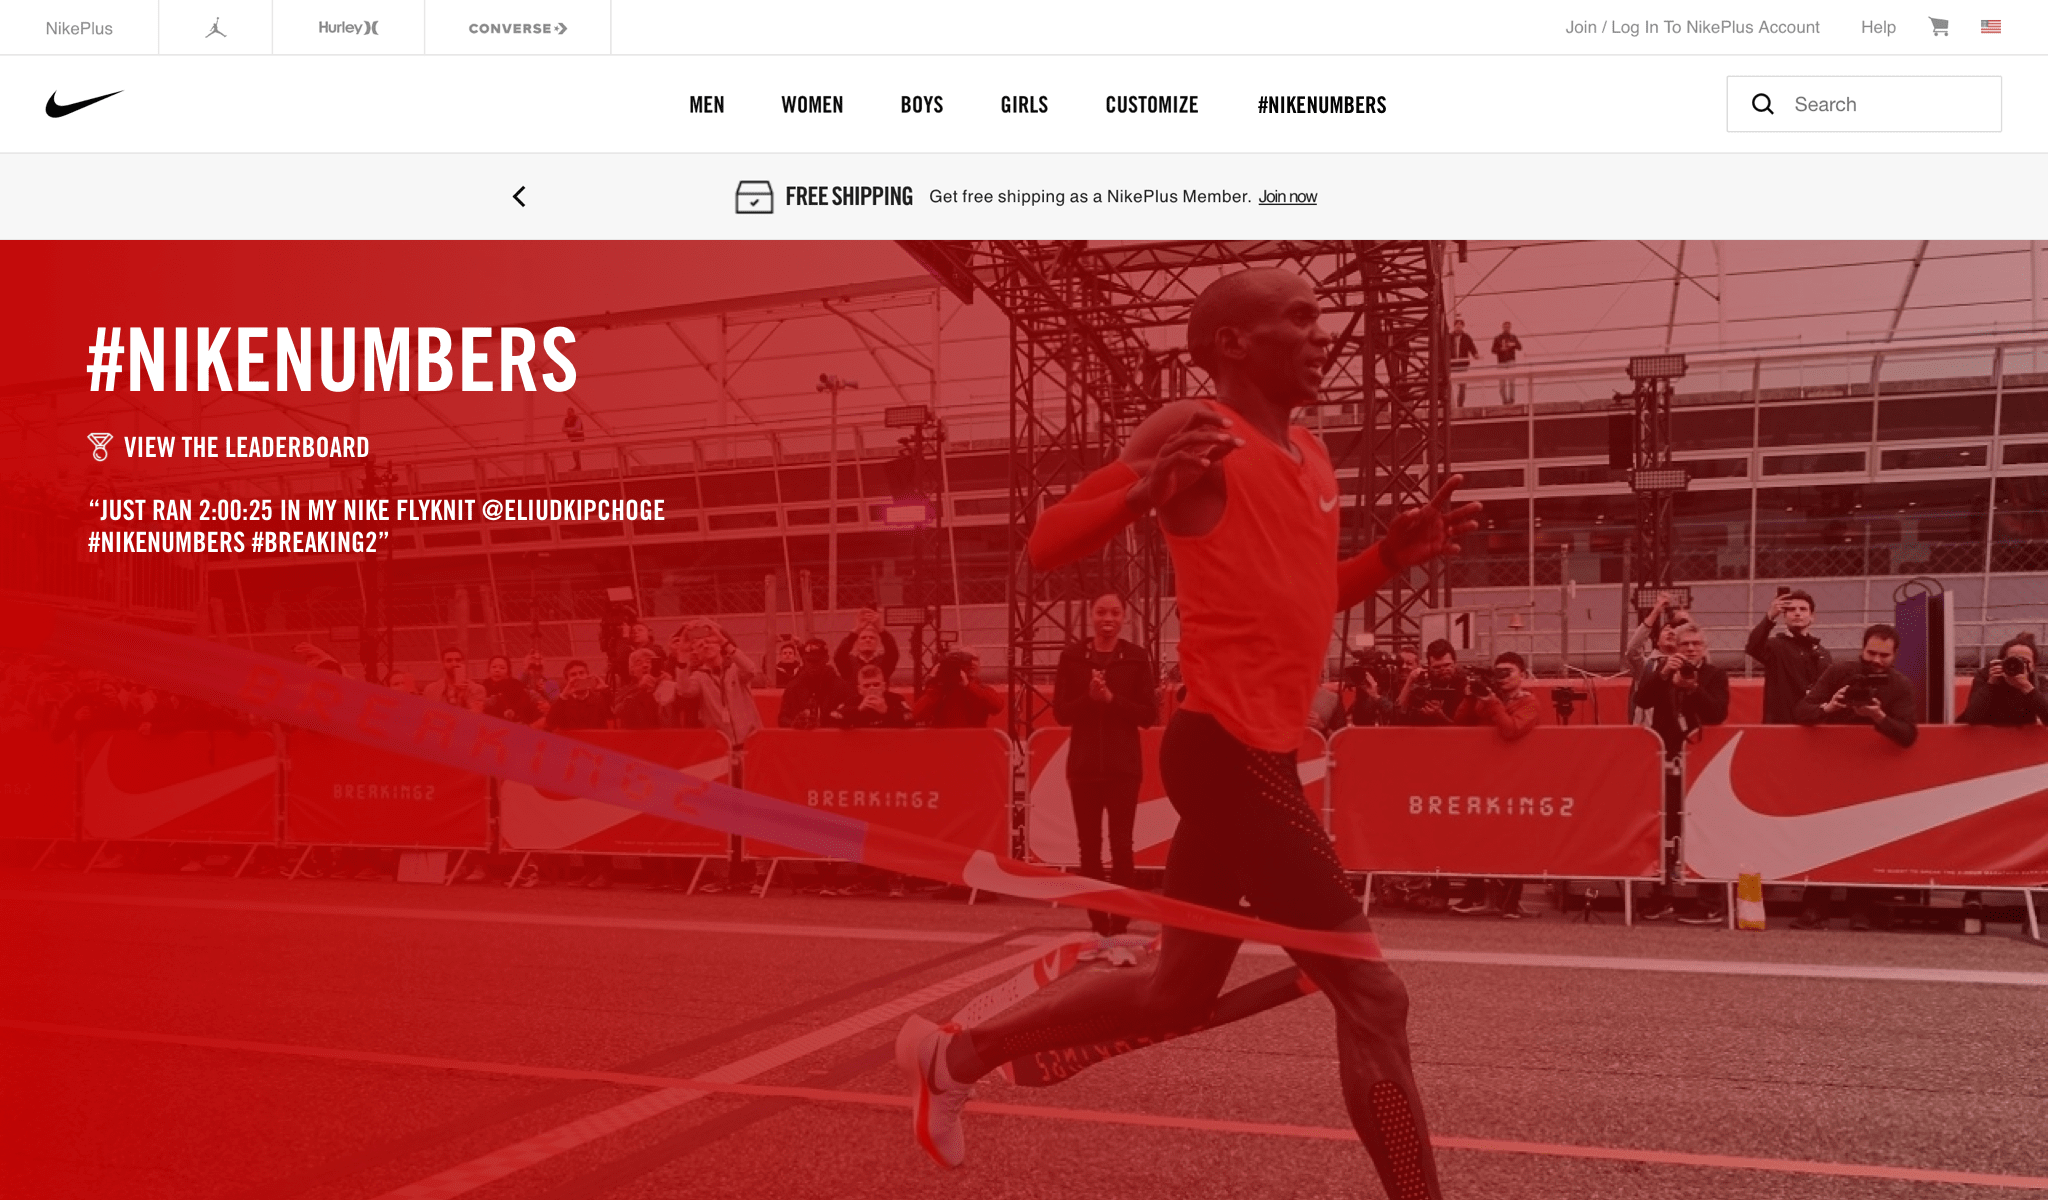 NikePlus
Hurley
CONVERSE
Join / Log In To NikePlus Account
Help
MEN
WOMEN
BOYS
GIRLS
CUSTOMIZE
#NIKENUMBERS
Search
FREE SHIPPING Get free shipping as a NikePlus Member. Join now
#NIKENUMBERS
VIEW THE LEADERBOARD
“JUST RAN 2:00:25 IN MY NIKE FLYKNIT @ELIUDKIPCHOGE
#NIKENUMBERS #BREAKING2”
1
BREAKING2
BREAKING2
BREAKING2
BREAKING2
BREAKING2